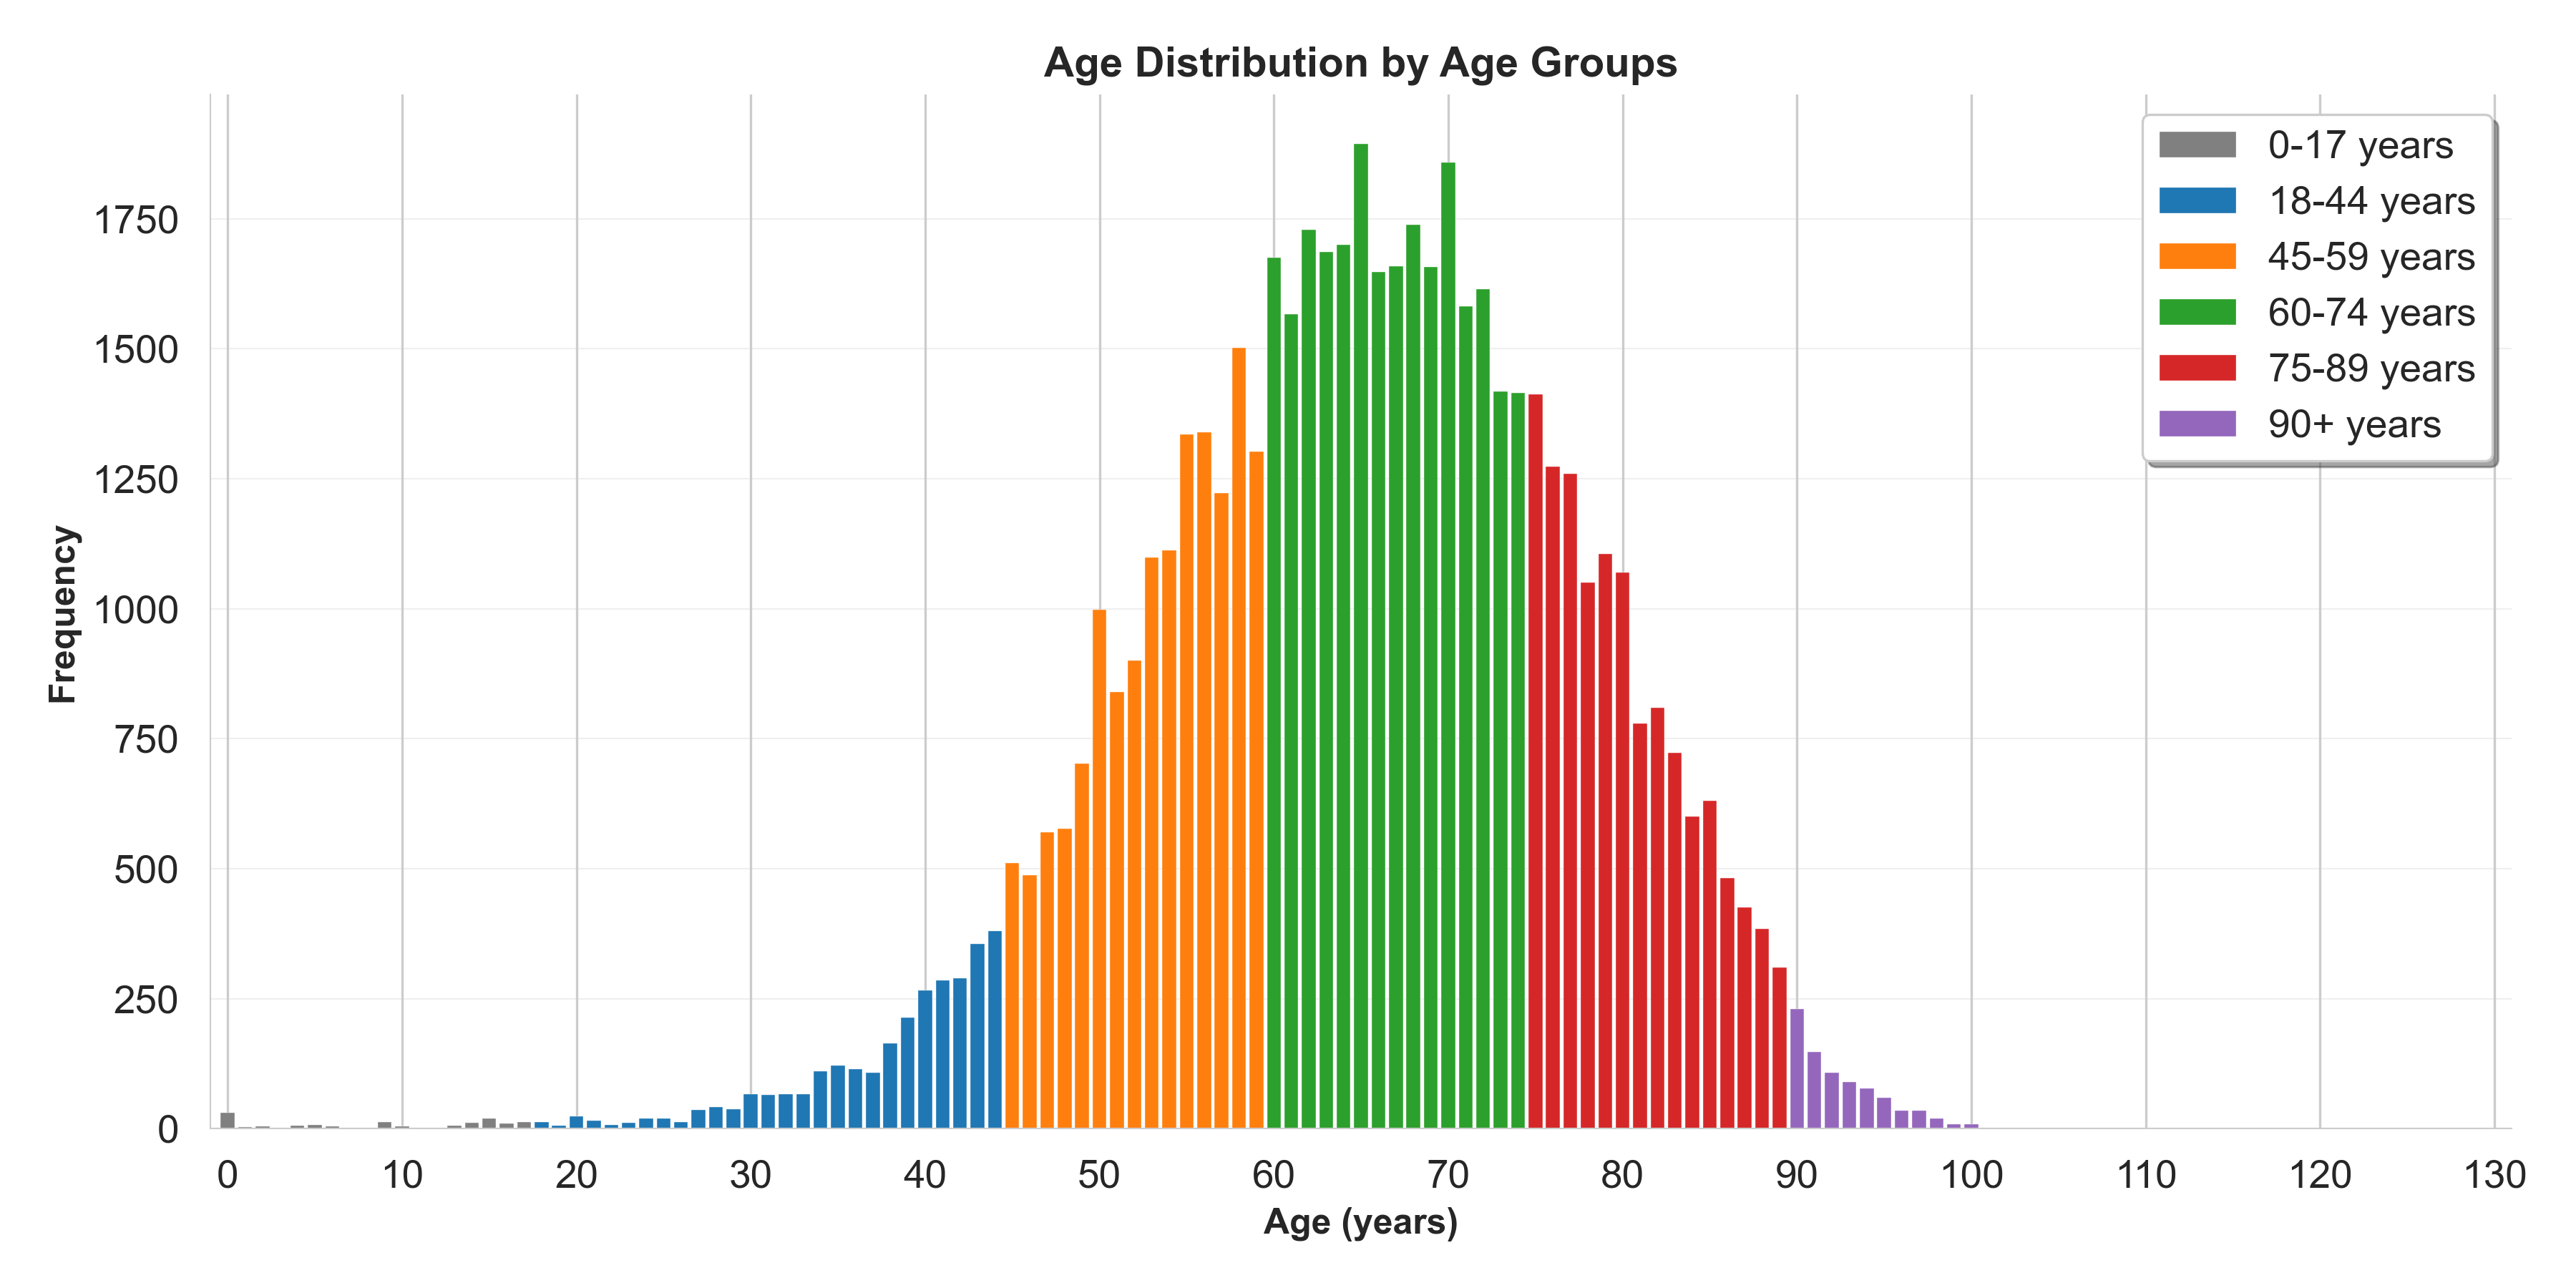 Age Distribution by Age Groups
0-17 years
18-44 years
45-59 years
60-74 years
75-89 years
90+ years
Frequency
1750
1500
1250
1000
750
500
250
0
0 10 20 30 40 50 60 70 80 90 100 110 120 130
Age (years)